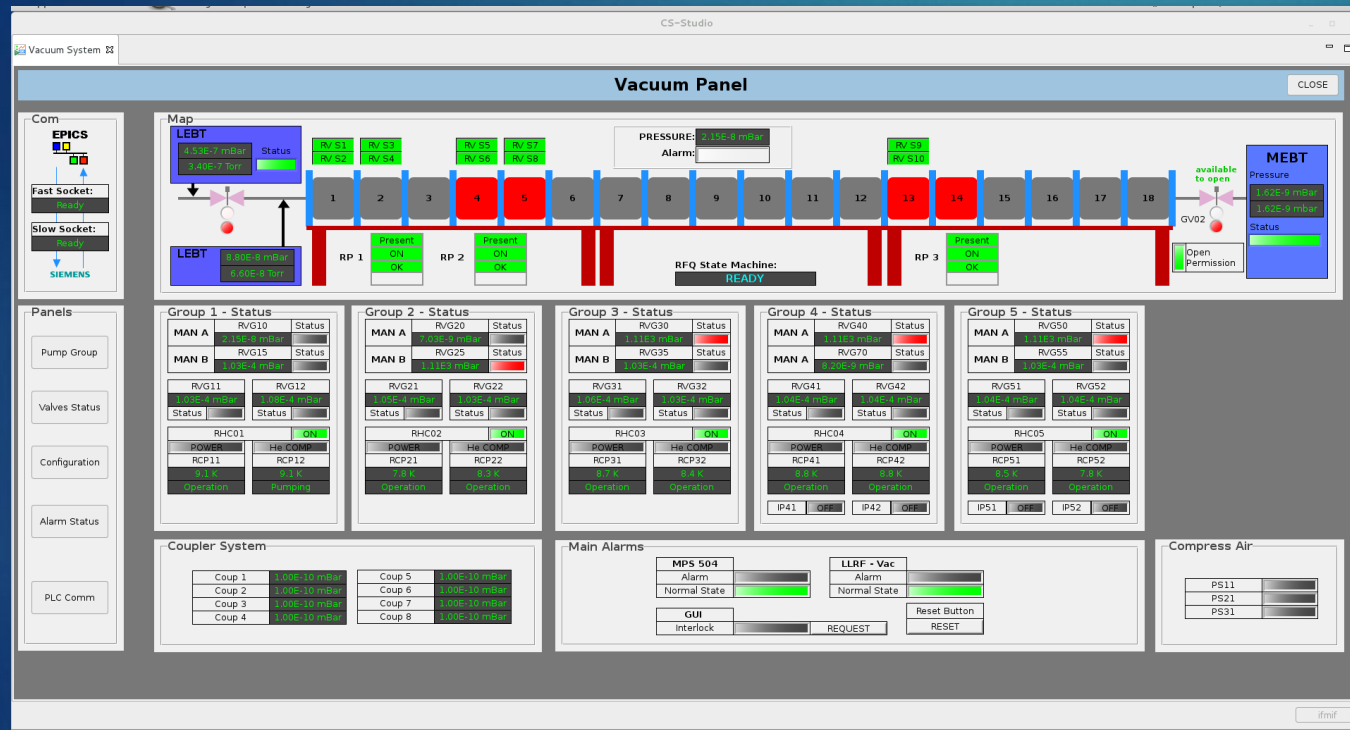 CS-Studio
Vacuum System
Vacuum Panel
CLOSE
Com
EPICS
Fast Socket:
Ready
Slow Socket:
Ready
SIEMENS
Map
LEBT
4.53E-7 mBar
3.40E-7 Torr
Status
RV S1
RV S2
RV S3
RV S4
RV S5
RV S6
RV S7
RV S8
PRESSURE: 2.15E-8 mBar
Alarm:
RV S9
RV S10
1 2 3 4 5 6 7 8 9 10 11 12 13 14 15 16 17 18
available
to open
GV02
MEBT
Pressure
1.62E-9 mBar
1.62E-9 mbar
Status
Open
Permission
LEBT
8.80E-8 mBar
6.60E-8 Torr
RP 1
Present
ON
OK
RP 2
Present
ON
OK
RFQ State Machine:
READY
RP 3
Present
ON
OK
Panels
Pump Group
Valves Status
Configuration
Alarm Status
PLC Comm
Group 1 - Status
MAN A RVG10 Status
2.15E-8 mBar
MAN B RVG15 Status
1.03E-4 mBar
RVG11 RVG12
1.03E-4 mBar 1.08E-4 mBar
Status Status
RHC01 ON
POWER He COMP
RCP11 RCP12
9.1 K 9.1 K
Operation Pumping
Group 2 - Status
MAN A RVG20 Status
7.03E-9 mBar
MAN B RVG25 Status
1.11E3 mBar
RVG21 RVG22
1.05E-4 mBar 1.03E-4 mBar
Status Status
RHC02 ON
POWER He COMP
RCP21 RCP22
7.8 K 8.3 K
Operation Operation
Group 3 - Status
MAN A RVG30 Status
1.11E3 mBar
MAN B RVG35 Status
1.03E-4 mBar
RVG31 RVG32
1.06E-4 mBar 1.03E-4 mBar
Status Status
RHC03 ON
POWER He COMP
RCP31 RCP32
8.7 K 8.4 K
Operation Operation
Group 4 - Status
MAN A RVG40 Status
1.11E3 mBar
MAN A RVG70 Status
8.20E-9 mBar
RVG41 RVG42
1.04E-4 mBar 1.04E-4 mBar
Status Status
RHC04 ON
POWER He COMP
RCP41 RCP42
8.8 K 8.8 K
Operation Operation
IP41 OFF IP42 OFF
Group 5 - Status
MAN A RVG50 Status
1.11E3 mBar
MAN B RVG55 Status
1.03E-4 mBar
RVG51 RVG52
1.04E-4 mBar 1.04E-4 mBar
Status Status
RHC05 ON
POWER He COMP
RCP51 RCP52
8.5 K 7.8 K
Operation Operation
IP51 OFF IP52 OFF
Coupler System
Coup 1 1.00E-10 mBar
Coup 2 1.00E-10 mBar
Coup 3 1.00E-10 mBar
Coup 4 1.00E-10 mBar
Coup 5 1.00E-10 mBar
Coup 6 1.00E-10 mBar
Coup 7 1.00E-10 mBar
Coup 8 1.00E-10 mBar
Main Alarms
MPS 504
Alarm
Normal State
LLRF - Vac
Alarm
Normal State
GUI
Interlock REQUEST
Reset Button
RESET
Compress Air
PS11
PS21
PS31
ifmif